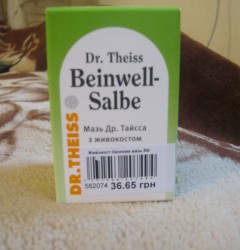 Dr. Theiss
Beinwell-
Salbe
Мазь Др. Тайсса
з живокостом
DR.THEISS
562074 36.65 грн